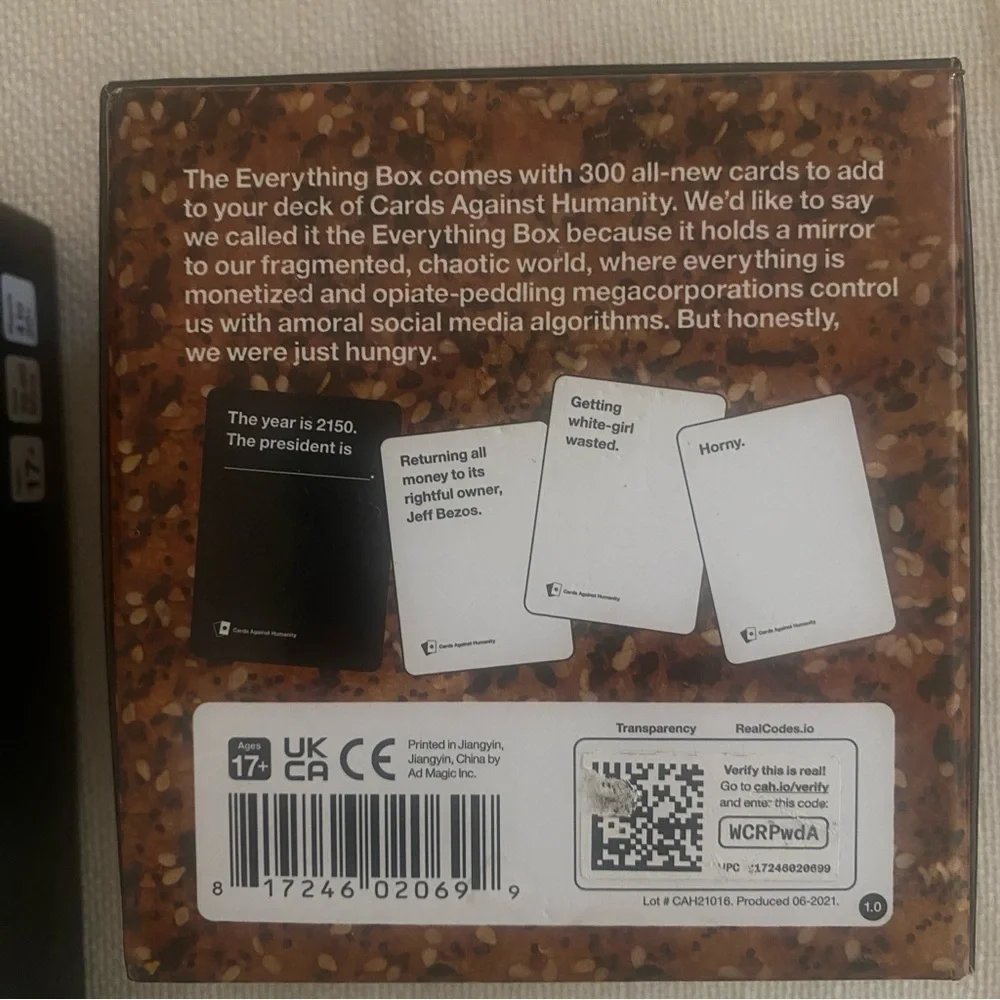 The Everything Box comes with 300 all-new cards to add
to your deck of Cards Against Humanity. We'd like to say
we called it the Everything Box because it holds a mirror
to our fragmented, chaotic world, where everything is
monetized and opiate-peddling megacorporations control
us with amoral social media algorithms. But honestly,
we were just hungry.
The year is 2150.
The president is
____________.
Cards Against Humanity
Returning all
money to its
rightful owner,
Jeff Bezos.
Cards Against Humanity
Getting
white-girl
wasted.
Cards Against Humanity
Horny.
Cards Against Humanity
Ages
17+
UK
CA
CE
Printed in Jiangyin,
Jiangyin, China by
Ad Magic Inc.
8 17246 02069 9
Transparency RealCodes.io
Verify this is real!
Go to cah.io/verify
and enter this code:
WCRPwdA
17246020699
Lot # CAH21016. Produced 06-2021.
1.0
17+